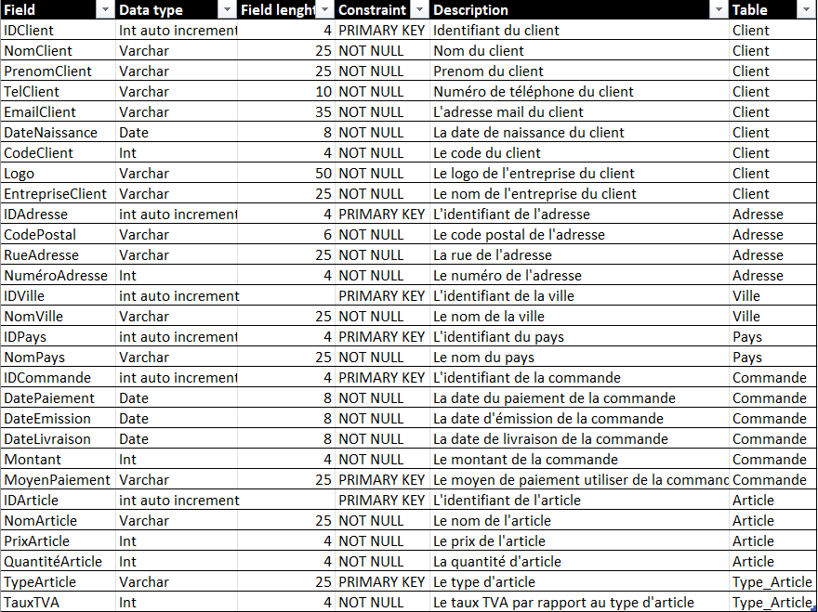 Field Data type Field lenght Constraint Description Table
IDClient Int auto increment 4 PRIMARY KEY Identifiant du client Client
NomClient Varchar 25 NOT NULL Nom du client Client
PrenomClient Varchar 25 NOT NULL Prenom du client Client
TelClient Varchar 10 NOT NULL Numéro de téléphone du client Client
EmailClient Varchar 35 NOT NULL L'adresse mail du client Client
DateNaissance Date 8 NOT NULL La date de naissance du client Client
CodeClient Int 4 NOT NULL Le code du client Client
Logo Varchar 50 NOT NULL Le logo de l'entreprise du client Client
EntrepriseClient Varchar 25 NOT NULL Le nom de l'entreprise du client Client
IDAdresse int auto increment 4 PRIMARY KEY L'identifiant de l'adresse Adresse
CodePostal Varchar 6 NOT NULL Le code postal de l'adresse Adresse
RueAdresse Varchar 25 NOT NULL La rue de l'adresse Adresse
NuméroAdresse Int 4 NOT NULL Le numéro de l'adresse Adresse
IDVille int auto increment PRIMARY KEY L'identifiant de la ville Ville
NomVille Varchar 25 NOT NULL Le nom de la ville Ville
IDPays int auto increment 4 PRIMARY KEY L'identifiant du pays Pays
NomPays Varchar 25 NOT NULL Le nom du pays Pays
IDCommande int auto increment 4 PRIMARY KEY L'identifiant de la commande Commande
DatePaiement Date 8 NOT NULL La date du paiement de la commande Commande
DateEmission Date 8 NOT NULL La date d'émission de la commande Commande
DateLivraison Date 8 NOT NULL La date de livraison de la commande Commande
Montant Int 4 NOT NULL Le montant de la commande Commande
MoyenPaiement Varchar 25 PRIMARY KEY Le moyen de paiement utiliser de la command Commande
IDArticle int auto increment PRIMARY KEY L'identifiant de l'article Article
NomArticle Varchar 25 NOT NULL Le nom de l'article Article
PrixArticle Int 4 NOT NULL Le prix de l'article Article
QuantitéArticle Int 4 NOT NULL La quantité d'article Article
TypeArticle Varchar 25 PRIMARY KEY Le type d'article Type_Article
TauxTVA Int 4 NOT NULL Le taux TVA par rapport au type d'article Type_Article